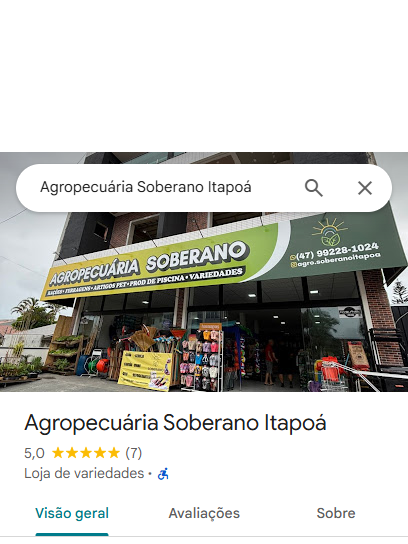 Agropecuária Soberano Itapoá
AGROPECUÁRIA SOBERANO
RAÇÕES • FERRAGENS • ARTIGOS PET • PROD DE PISCINA • VARIEDADES
(47) 99228-1024
agro.soberanoitapoa
Agropecuária Soberano Itapoá
5,0 ★★★★★ (7)
Loja de variedades •
Visão geral Avaliações Sobre